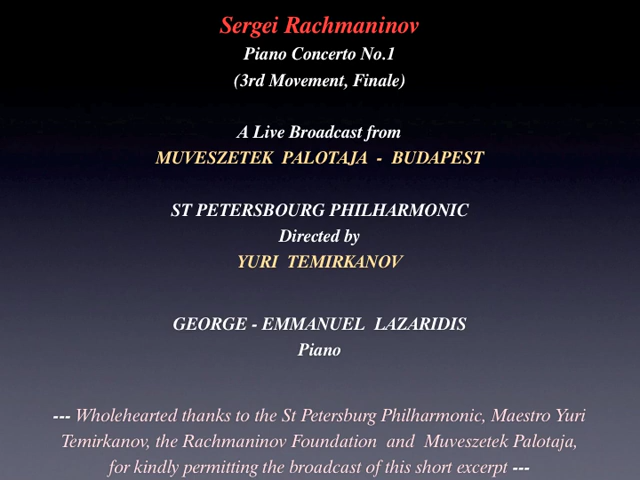 Sergei Rachmaninov
Piano Concerto No.1
(3rd Movement, Finale)
A Live Broadcast from
MUVESZETEK PALOTAJA - BUDAPEST
ST PETERSBOURG PHILHARMONIC
Directed by
YURI TEMIRKANOV
GEORGE - EMMANUEL LAZARIDIS
Piano
--- Wholehearted thanks to the St Petersburg Philharmonic, Maestro Yuri
Temirkanov, the Rachmaninov Foundation and Muveszetek Palotaja,
for kindly permitting the broadcast of this short excerpt ---